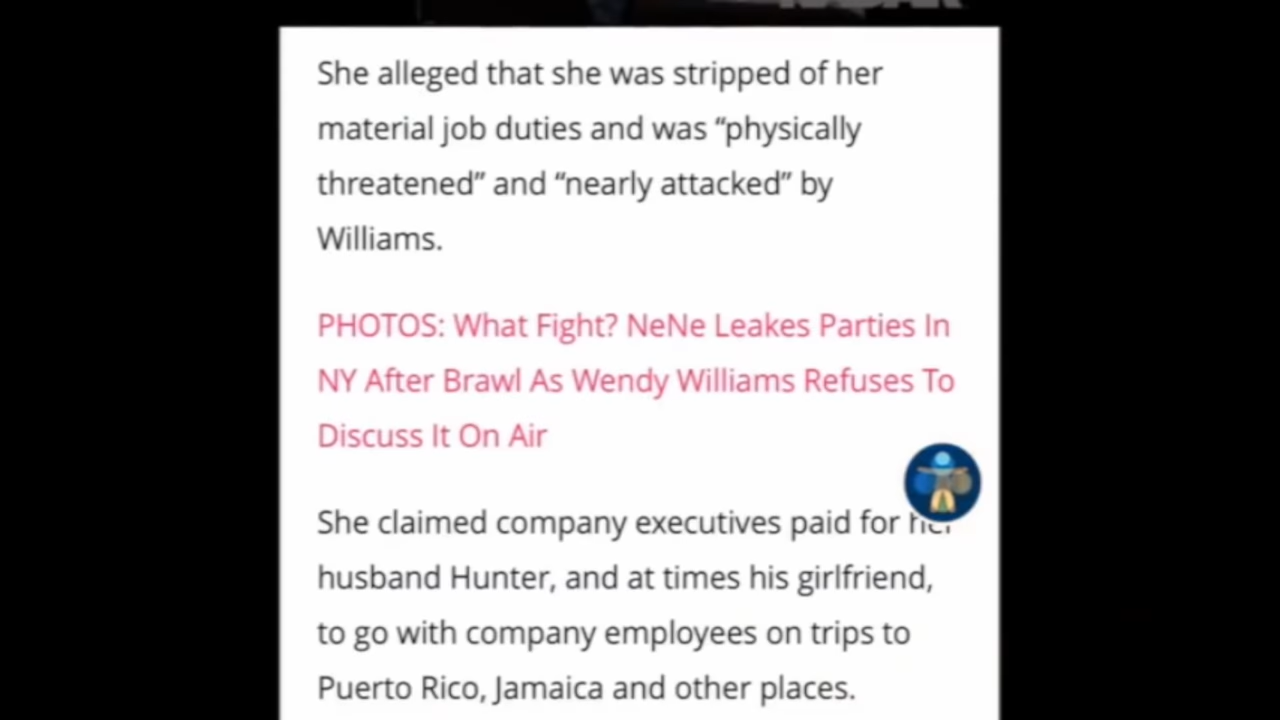 She alleged that she was stripped of her
material job duties and was “physically
threatened” and “nearly attacked” by
Williams.
PHOTOS: What Fight? NeNe Leakes Parties In
NY After Brawl As Wendy Williams Refuses To
Discuss It On Air
She claimed company executives paid for her
husband Hunter, and at times his girlfriend,
to go with company employees on trips to
Puerto Rico, Jamaica and other places.